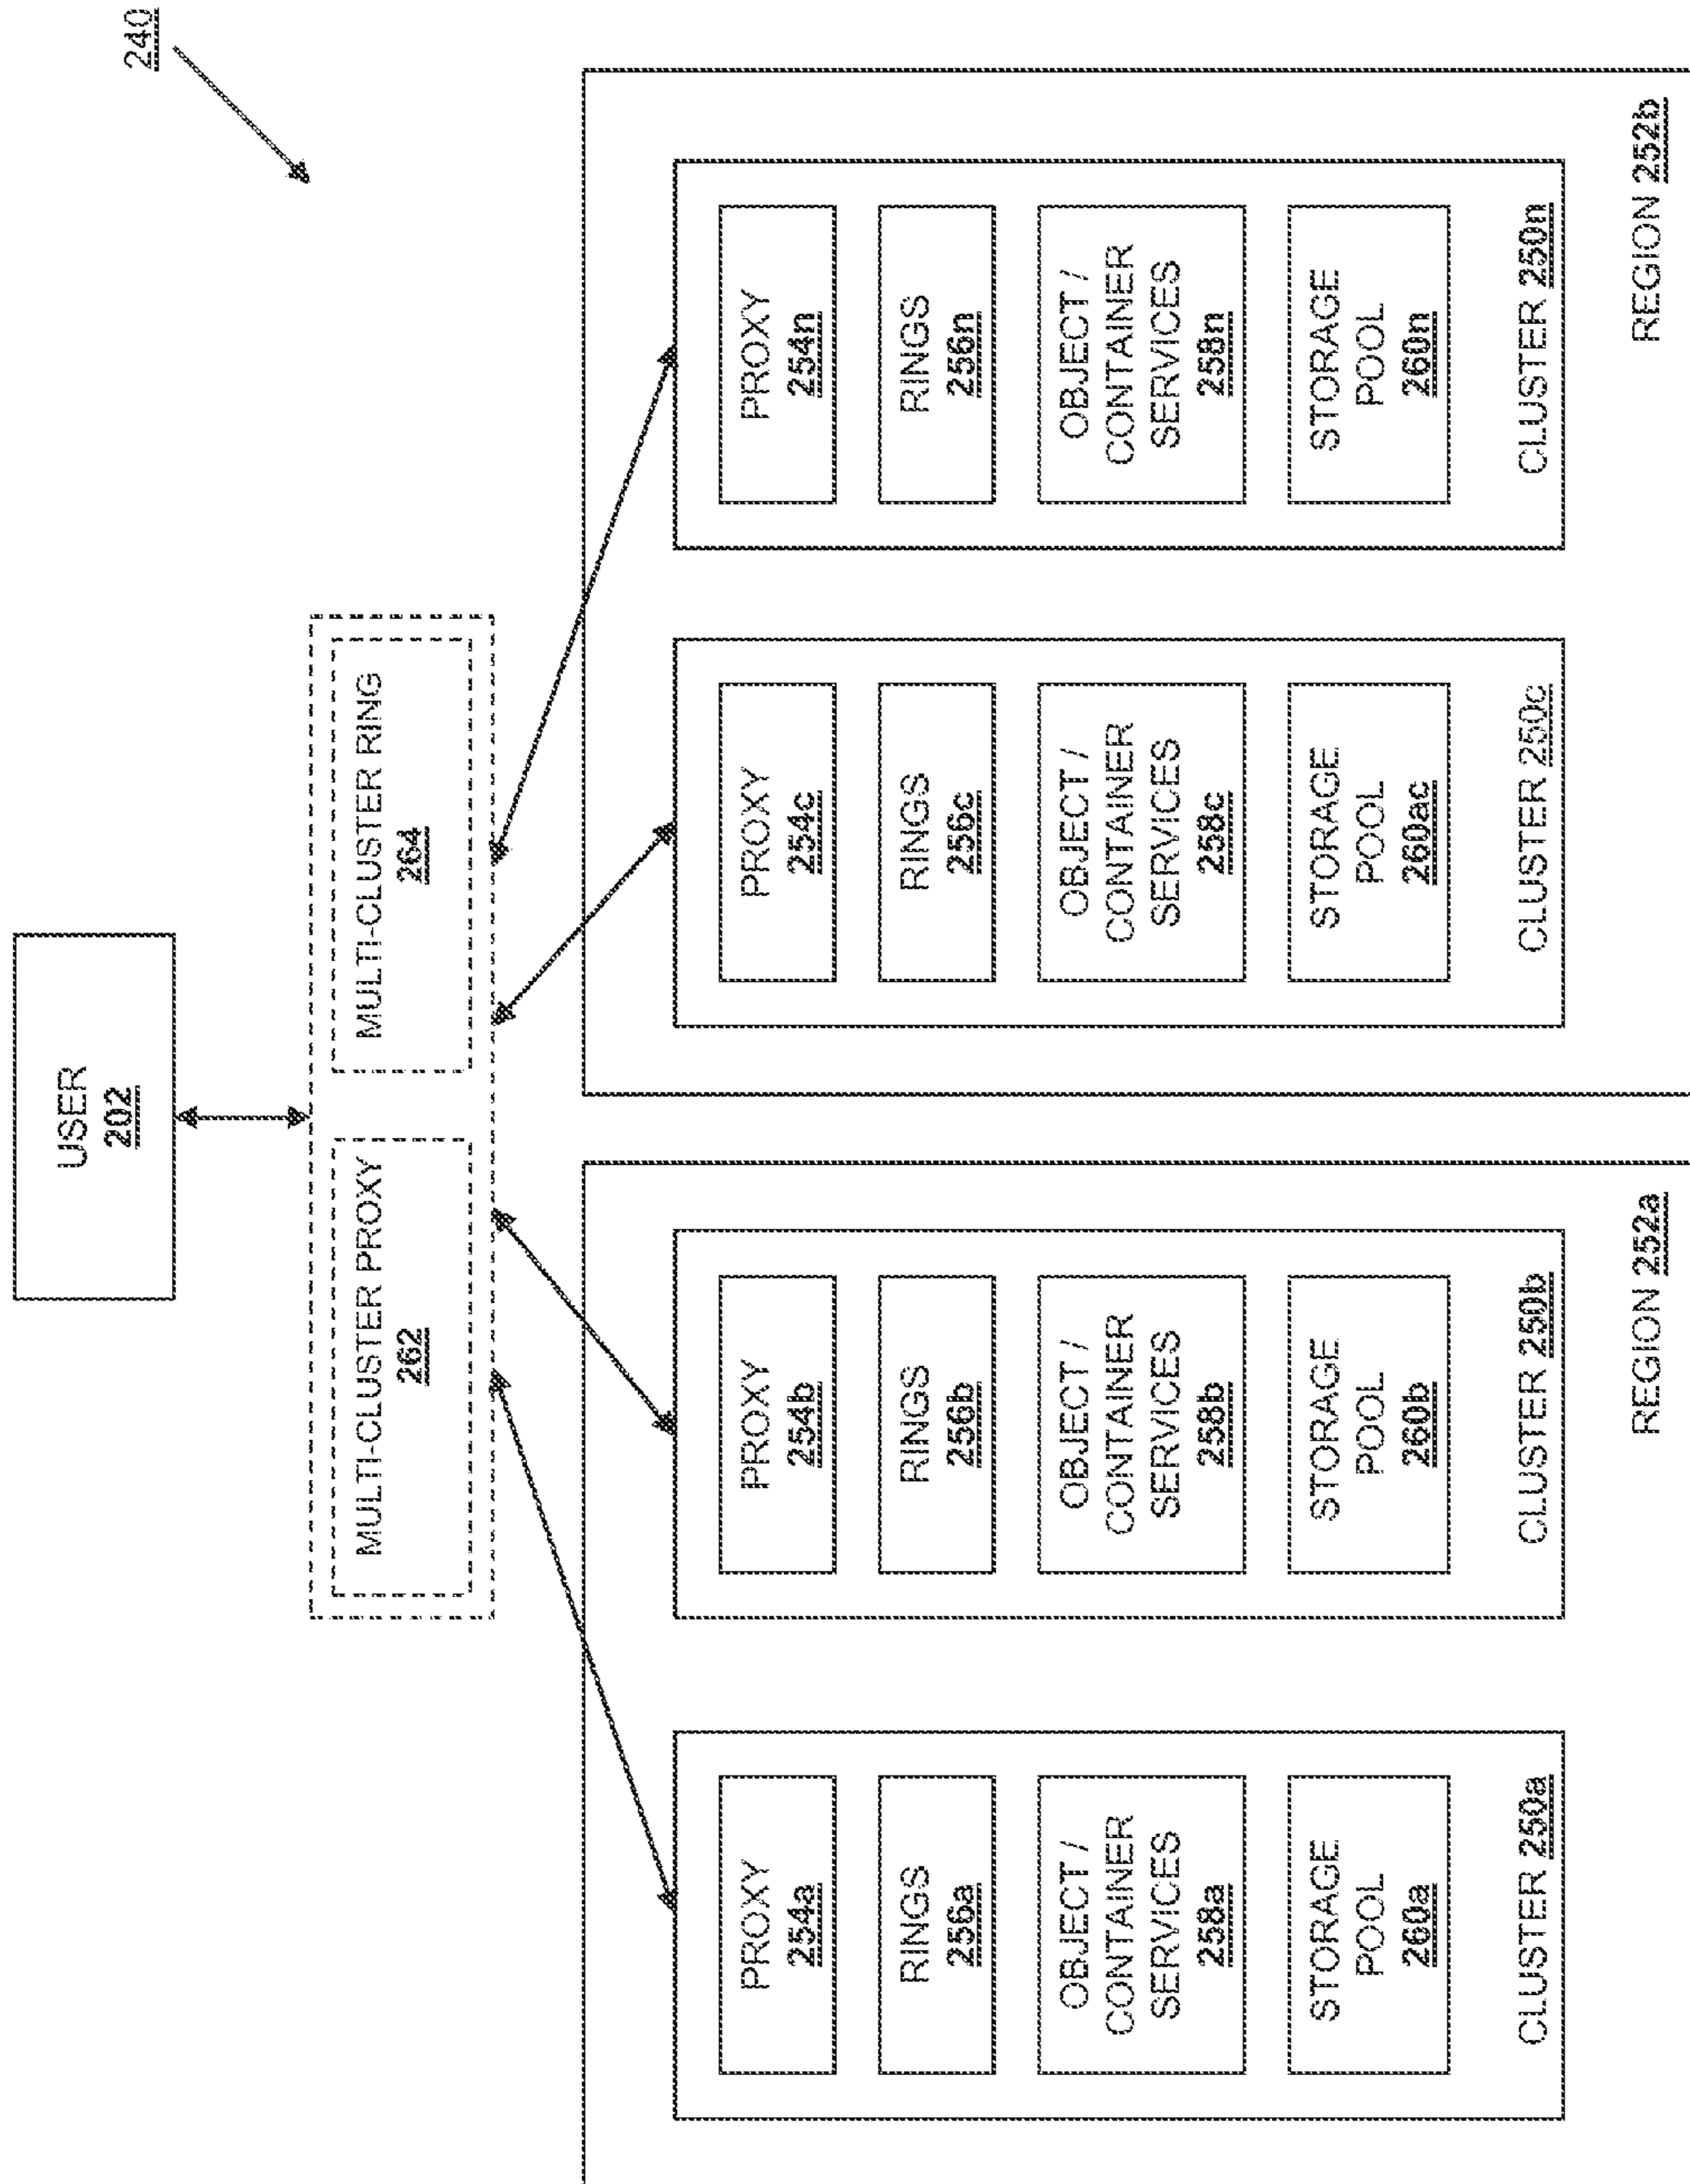 240
USER
202
MULTI-CLUSTER PROXY
262
MULTI-CLUSTER RING
264
PROXY
254a
RINGS
256a
OBJECT /
CONTAINER
SERVICES
258a
STORAGE
POOL
260a
CLUSTER 250a
PROXY
254b
RINGS
256b
OBJECT /
CONTAINER
SERVICES
258b
STORAGE
POOL
260b
CLUSTER 250b
REGION 252a
PROXY
254c
RINGS
256c
OBJECT /
CONTAINER
SERVICES
258c
STORAGE
POOL
260ac
CLUSTER 250c
PROXY
254n
RINGS
256n
OBJECT /
CONTAINER
SERVICES
258n
STORAGE
POOL
260n
CLUSTER 250n
REGION 252b